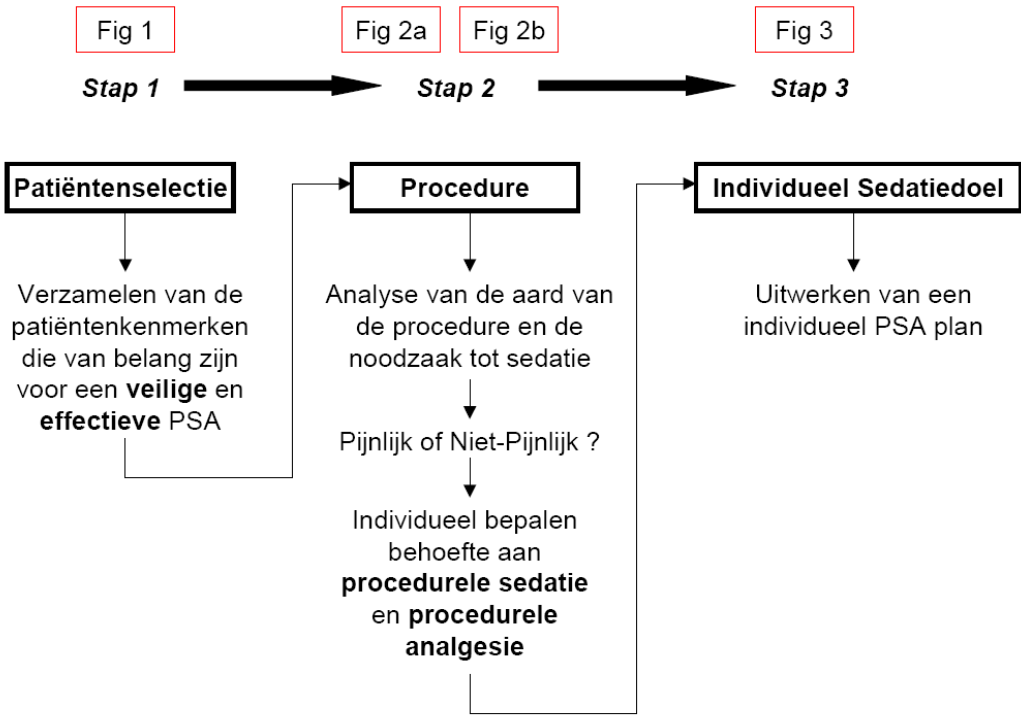 Fig 1
Fig 2a
Fig 2b
Fig 3
Stap 1
Stap 2
Stap 3
Patiëntenselectie
Verzamelen van de
patiëntenkenmerken
die van belang zijn
voor een veilige en
effectieve PSA
Procedure
Analyse van de aard van
de procedure en de
noodzaak tot sedatie
Pijnlijk of Niet-Pijnlijk ?
Individueel bepalen
behoefte aan
procedurele sedatie
en procedurele
analgesie
Individueel Sedatiedoel
Uitwerken van een
individueel PSA plan